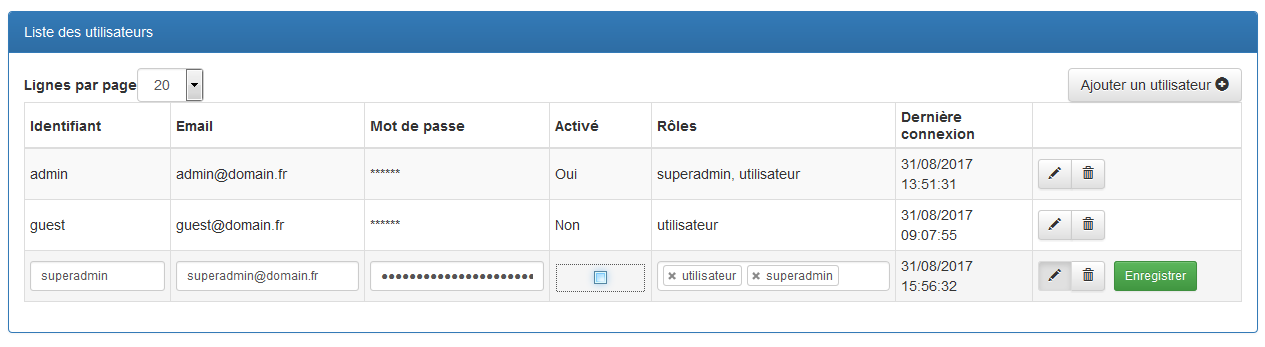 Liste des utilisateurs
Lignes par page 20 Ajouter un utilisateur
Identifiant Email Mot de passe Activé Rôles Dernière connexion
admin admin@domain.fr ****** Oui superadmin, utilisateur 31/08/2017 13:51:31
guest guest@domain.fr ****** Non utilisateur 31/08/2017 09:07:55
superadmin superadmin@domain.fr ●●●●●●●●●●●●●●●●●●●●●● utilisateur superadmin 31/08/2017 15:56:32 Enregistrer